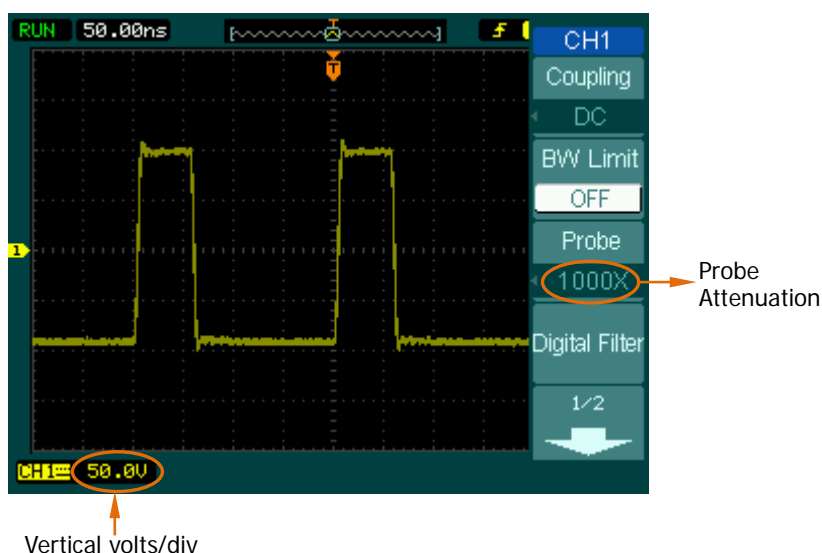 RUN 50.00ns T
CH1
T
Coupling
DC
BW Limit
OFF
Probe
1000X
Probe
Attenuation
1
Digital Filter
1/2
CH1 50.0V
Vertical volts/div